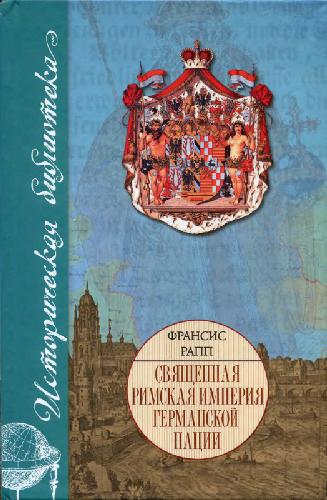 Историческая библиотека
ФРАНСИС
РАПП
СВЯЩЕННАЯ
РИМСКАЯ ИМПЕРИЯ
ГЕРМАНСКОЙ
НАЦИИ